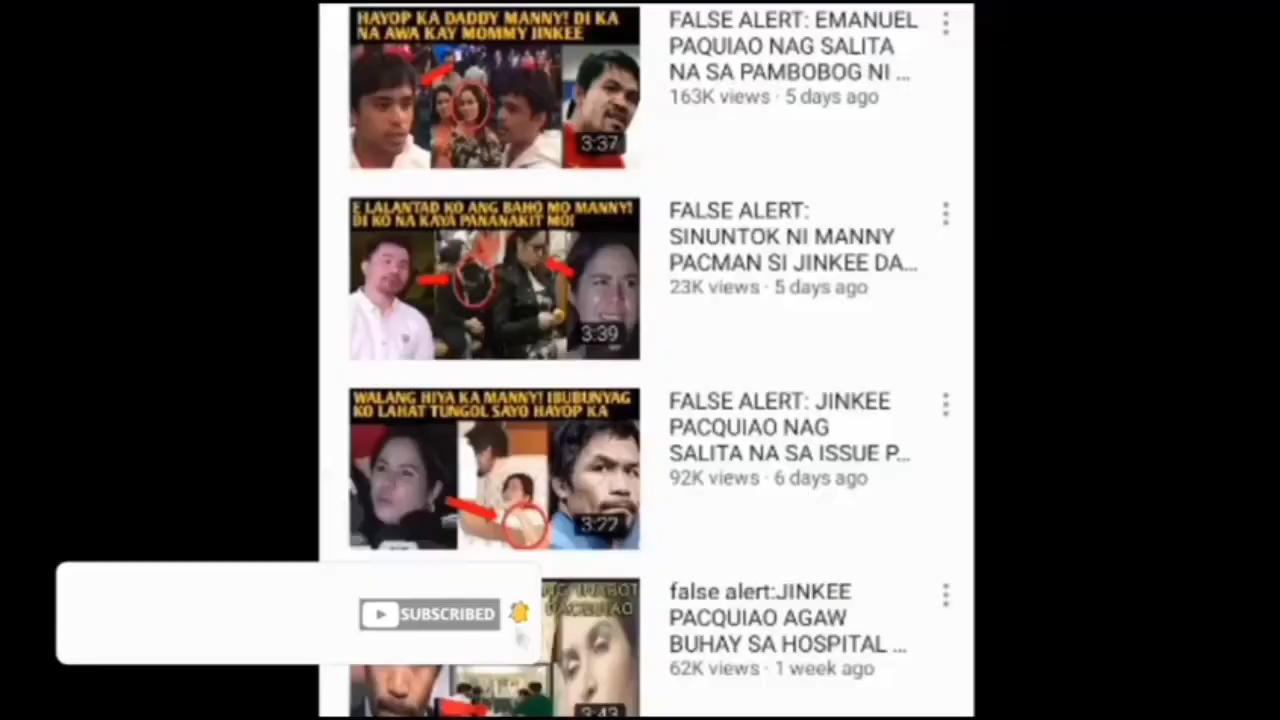 HAYOP KA DADDY MANNY! DI KA
NA AWA KAY MOMMY JINKEE
3:37
FALSE ALERT: EMANUEL
PAQUIAO NAG SALITA
NA SA PAMBOBOG NI ...
163K views · 5 days ago
E LALANTAD KO ANG BAHO MO MANNY!
DI KO NA KAYA PANANAKIT MO!
3:39
FALSE ALERT:
SINUNTOK NI MANNY
PACMAN SI JINKEE DA...
23K views · 5 days ago
WALANG HIYA KA MANNY! IBUBUNYAG
KO LAHAT TUNGOL SAYO HAYOP KA
3:27
FALSE ALERT: JINKEE
PACQUIAO NAG
SALITA NA SA ISSUE P...
92K views · 6 days ago
SUBSCRIBED
PACQUIAO
3:43
false alert:JINKEE
PACQUIAO AGAW
BUHAY SA HOSPITAL ...
62K views · 1 week ago